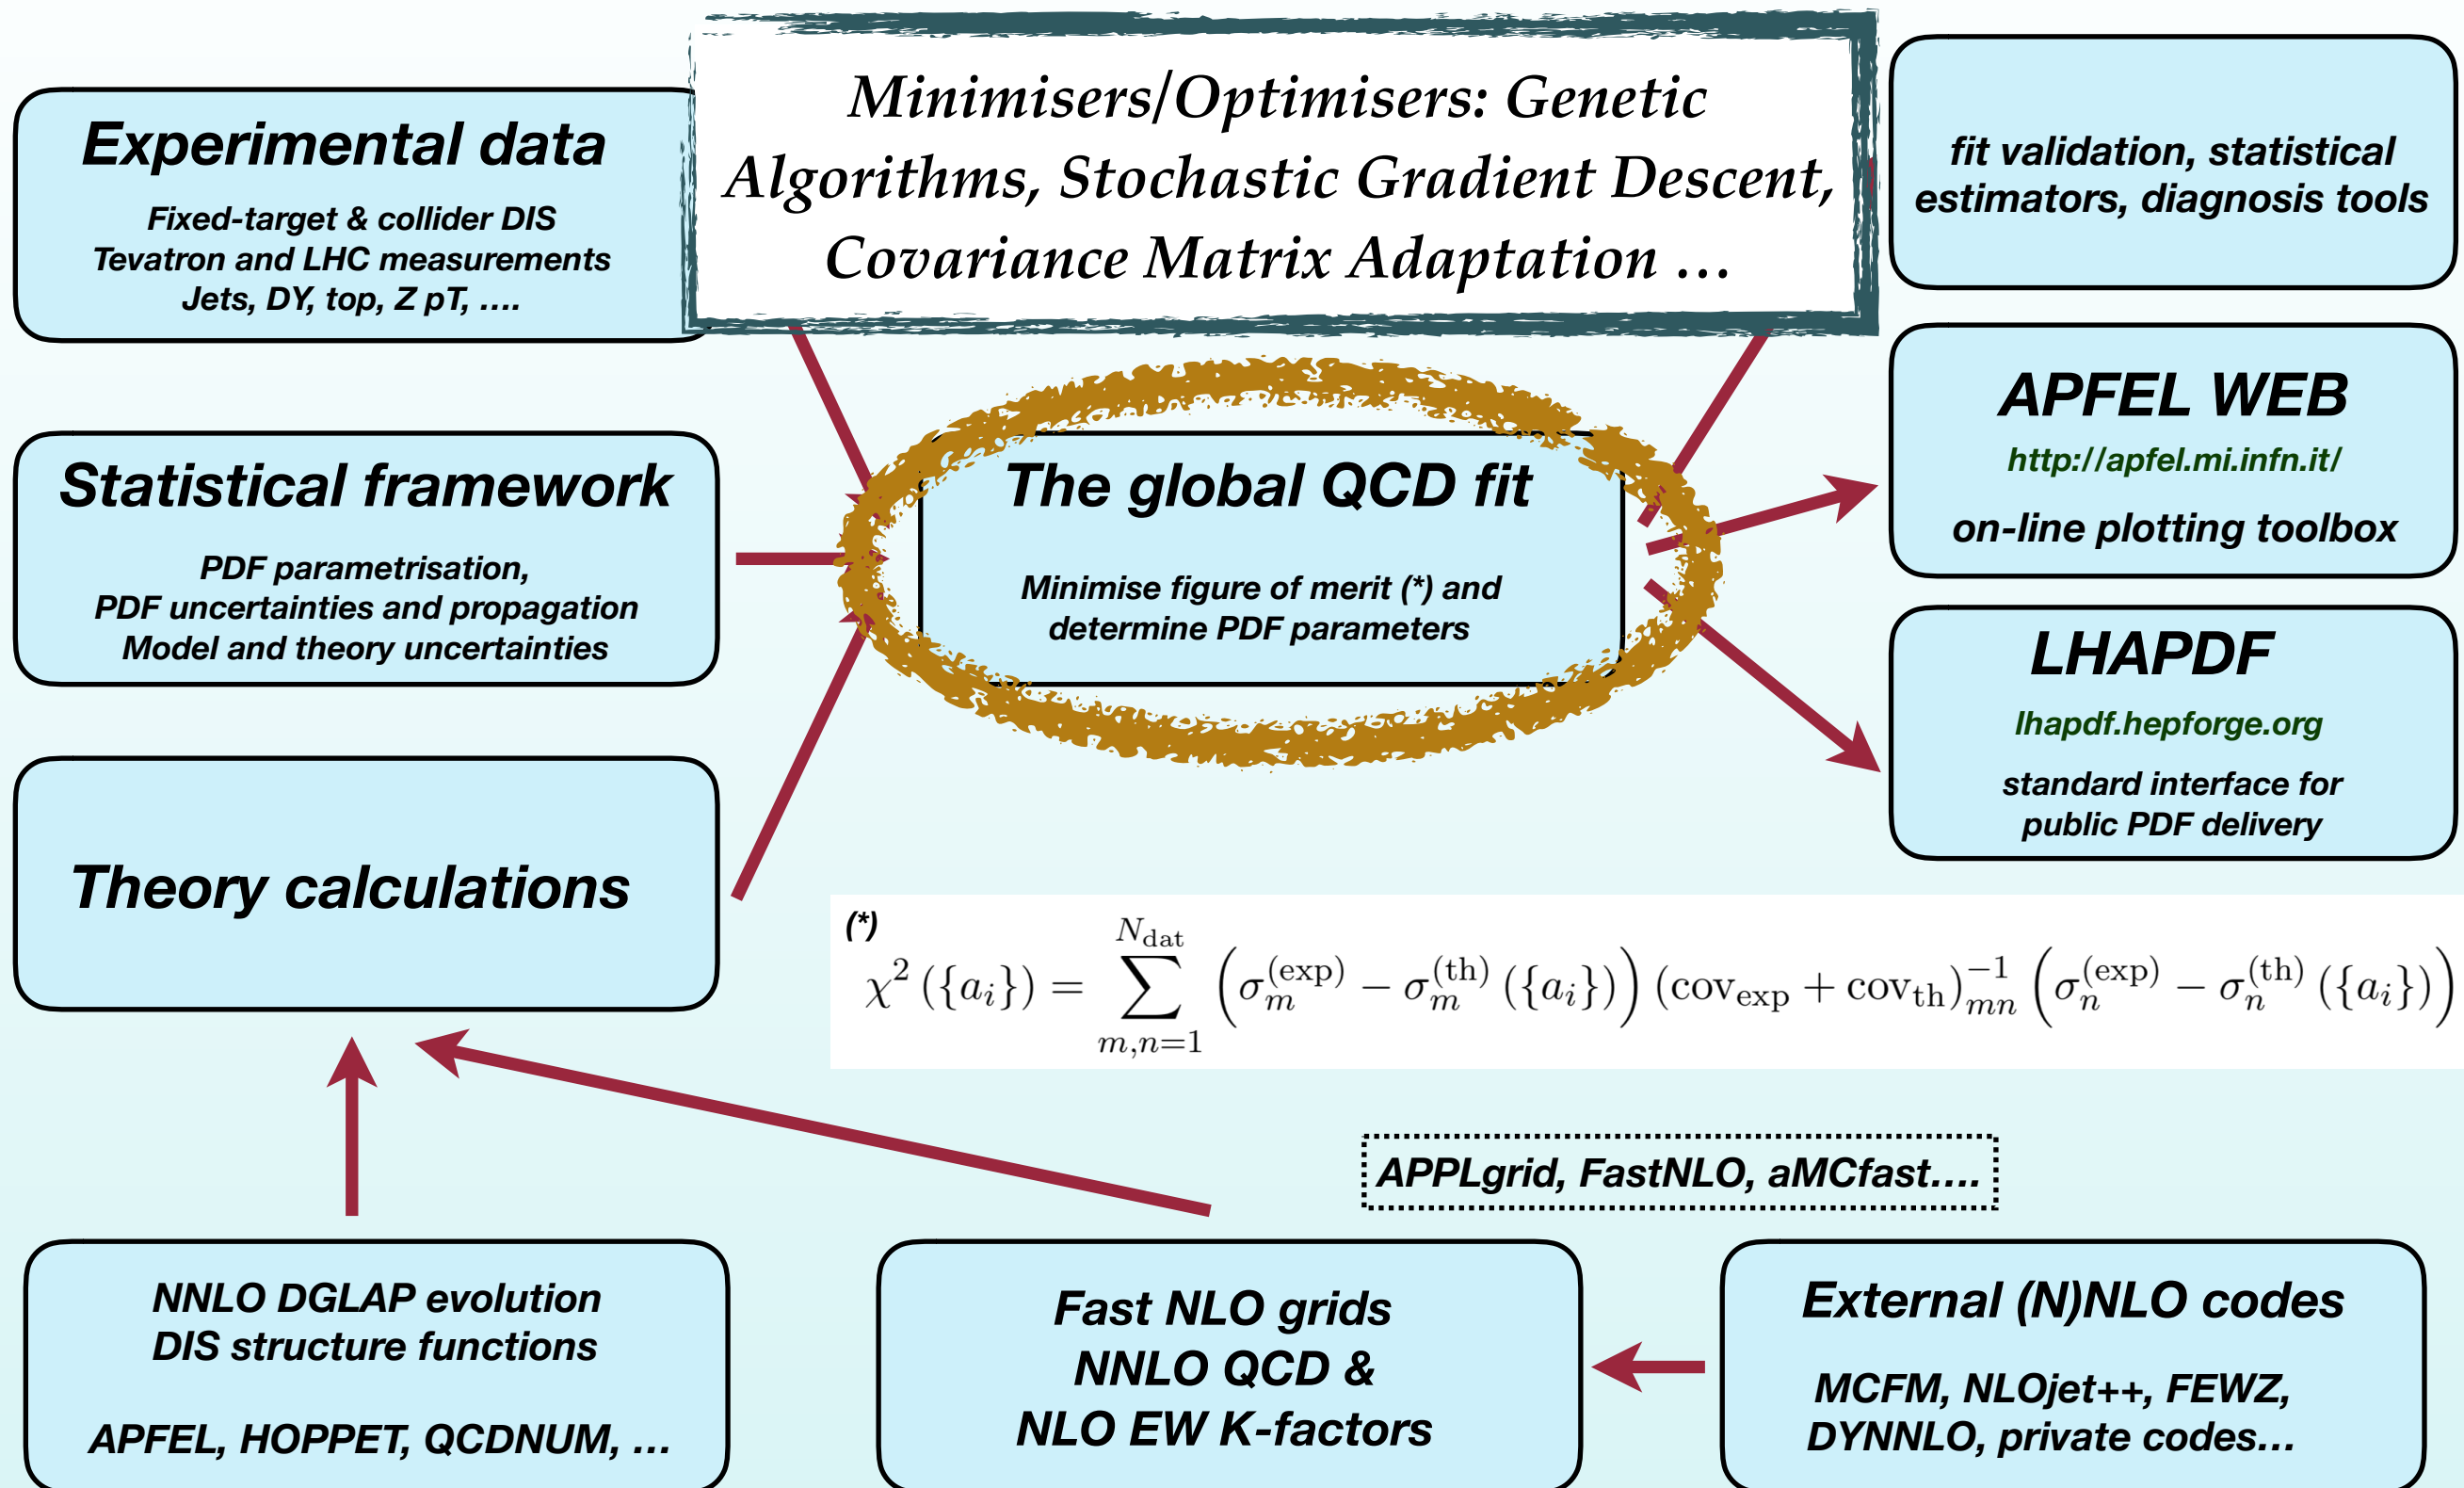 Minimisers/Optimisers: Genetic
Algorithms, Stochastic Gradient Descent,
Covariance Matrix Adaptation ...
Experimental data
Fixed-target & collider DIS
Tevatron and LHC measurements
Jets, DY, top, Z pT, ....
fit validation, statistical
estimators, diagnosis tools
Statistical framework
PDF parametrisation,
PDF uncertainties and propagation
Model and theory uncertainties
The global QCD fit
Minimise figure of merit (*) and
determine PDF parameters
APFEL WEB
http://apfel.mi.infn.it/
on-line plotting toolbox
LHAPDF
lhapdf.hepforge.org
standard interface for
public PDF delivery
Theory calculations
(*)
χ² ({a_i}) = ∑_{m,n=1}^{N_dat} (σ_m^{(exp)} − σ_m^{(th)} ({a_i})) (cov_exp + cov_th)_{mn}^{−1} (σ_n^{(exp)} − σ_n^{(th)} ({a_i}))
APPLgrid, FastNLO, aMCfast....
NNLO DGLAP evolution
DIS structure functions
APFEL, HOPPET, QCDNUM, ...
Fast NLO grids
NNLO QCD &
NLO EW K-factors
External (N)NLO codes
MCFM, NLOjet++, FEWZ,
DYNNLO, private codes...